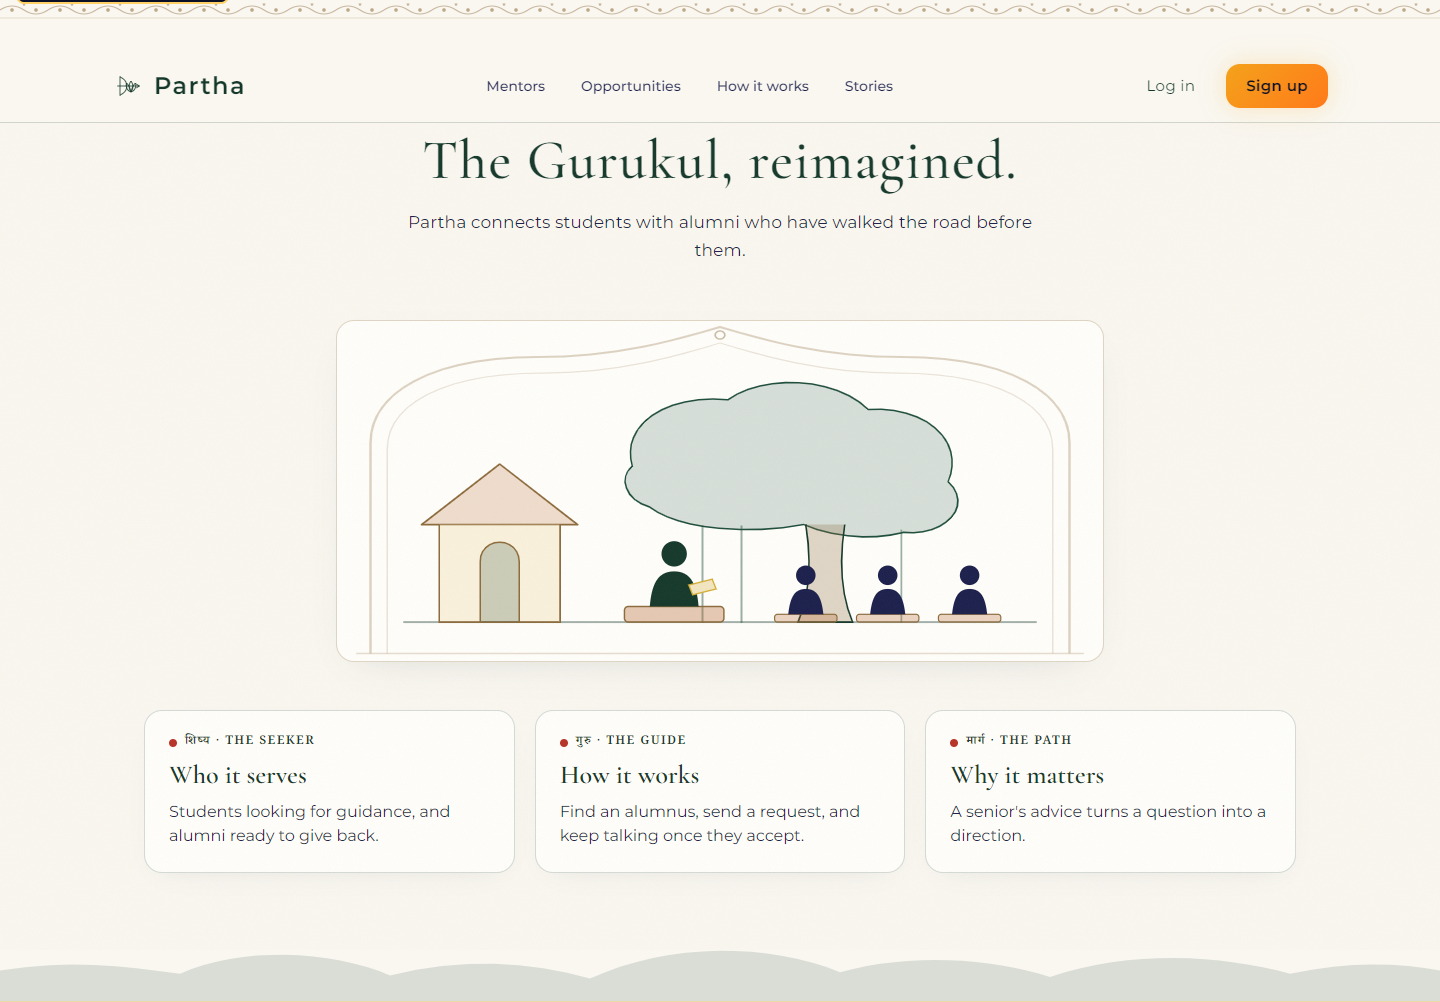 Partha
Mentors Opportunities How it works Stories
Log in
Sign up
The Gurukul, reimagined.
Partha connects students with alumni who have walked the road before
them.
शिष्य · THE SEEKER
Who it serves
Students looking for guidance, and
alumni ready to give back.
गुरु · THE GUIDE
How it works
Find an alumnus, send a request, and
keep talking once they accept.
मार्ग · THE PATH
Why it matters
A senior's advice turns a question into a
direction.